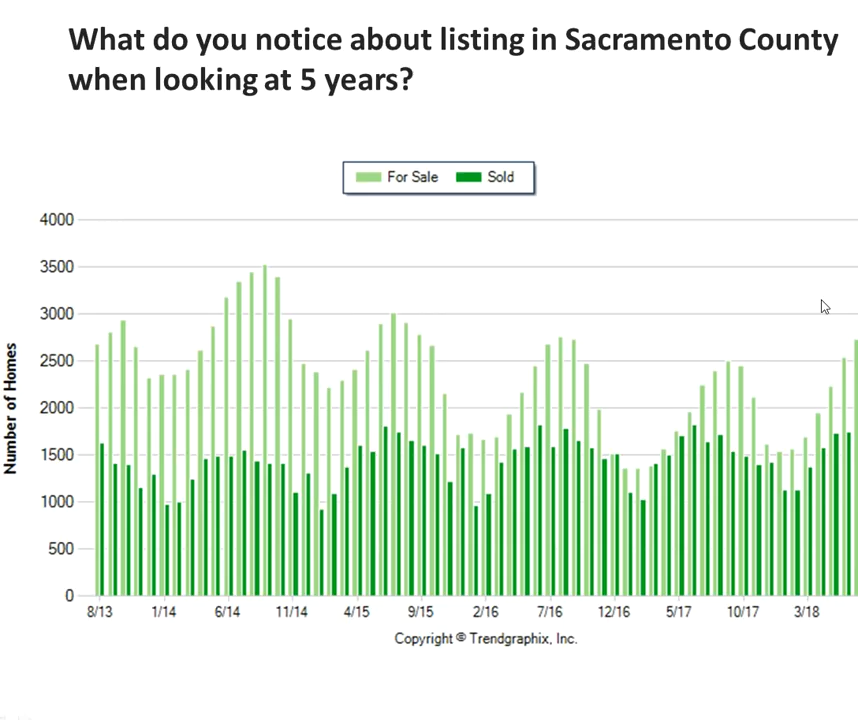 What do you notice about listing in Sacramento County
when looking at 5 years?
For Sale Sold
4000
3500
3000
2500
2000
1500
1000
500
0
Number of Homes
8/13 1/14 6/14 11/14 4/15 9/15 2/16 7/16 12/16 5/17 10/17 3/18
Copyright © Trendgraphix, Inc.